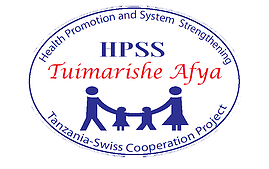 Health Promotion and System Strengthening
HPSS
Tuimarishe Afya
Tanzania-Swiss Cooperation Project